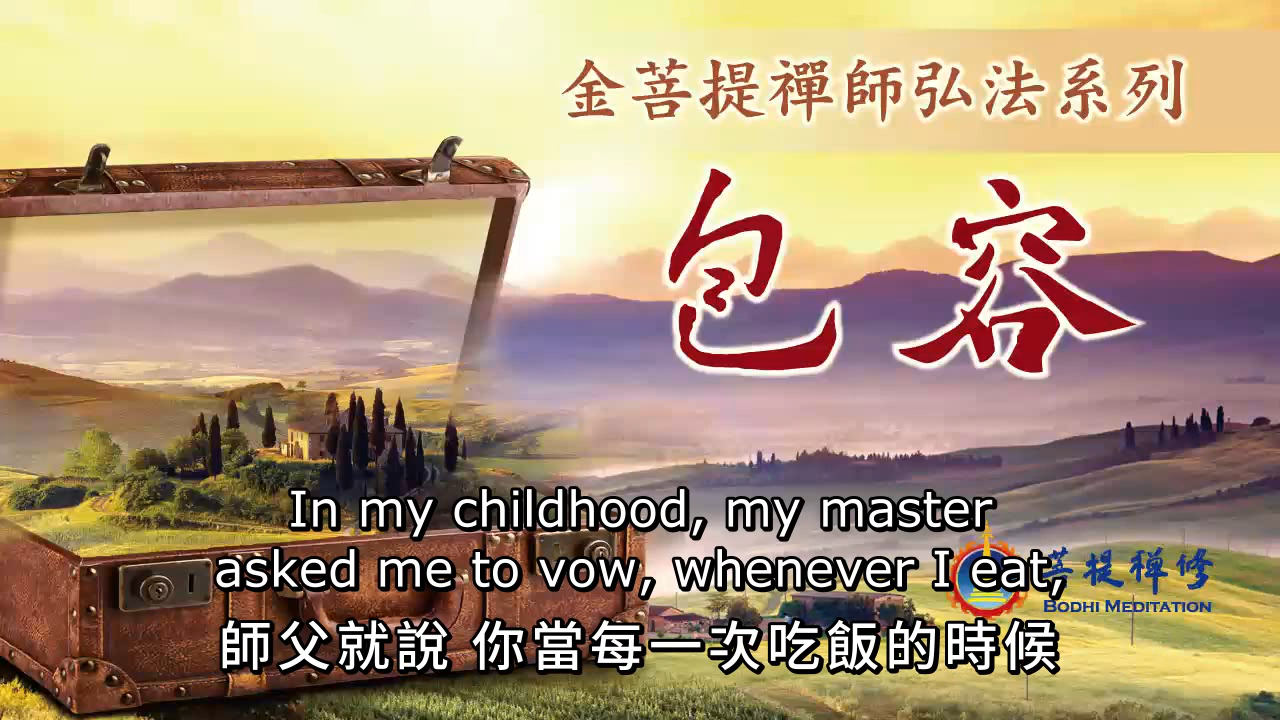 金菩提禪師弘法系列
包容
In my childhood, my master
asked me to vow, whenever I eat,
師父就說 你當每一次吃飯的時候
菩提禪修
BODHI MEDITATION